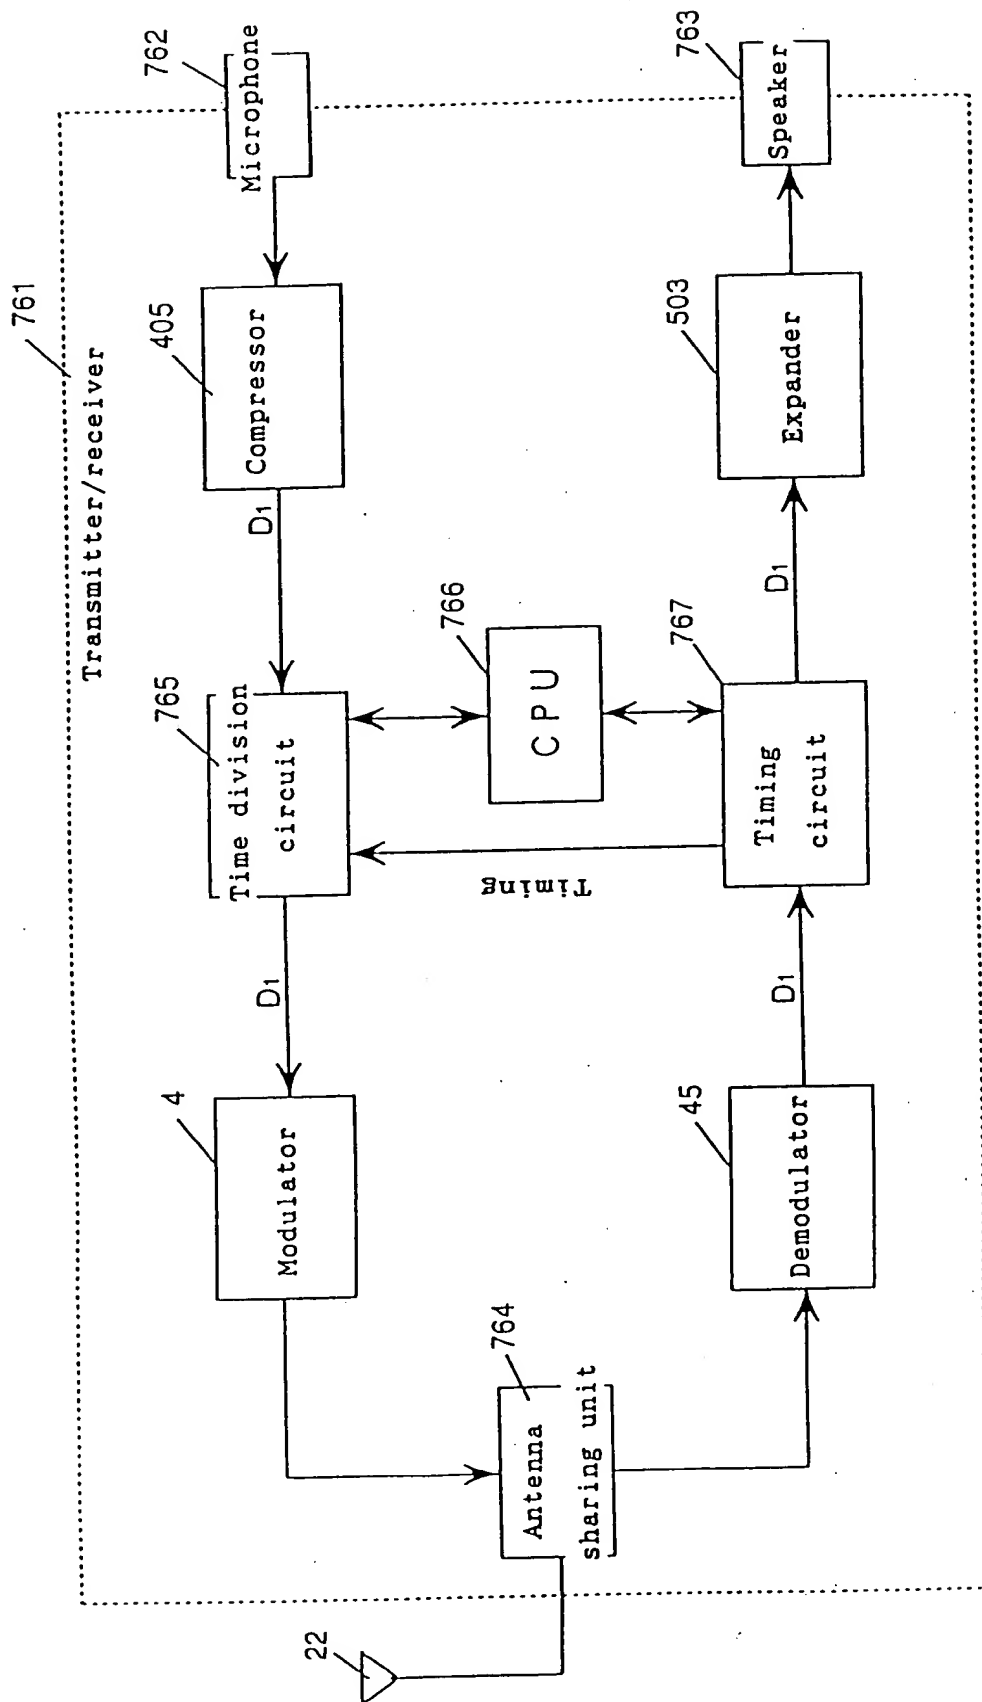 761
Transmitter/receiver
22
764
Antenna
sharing unit
4
Modulator
D1
765
Time division
circuit
D1
405
Compressor
762
Microphone
Timing
766
CPU
45
Demodulator
D1
767
Timing
circuit
D1
503
Expander
763
Speaker